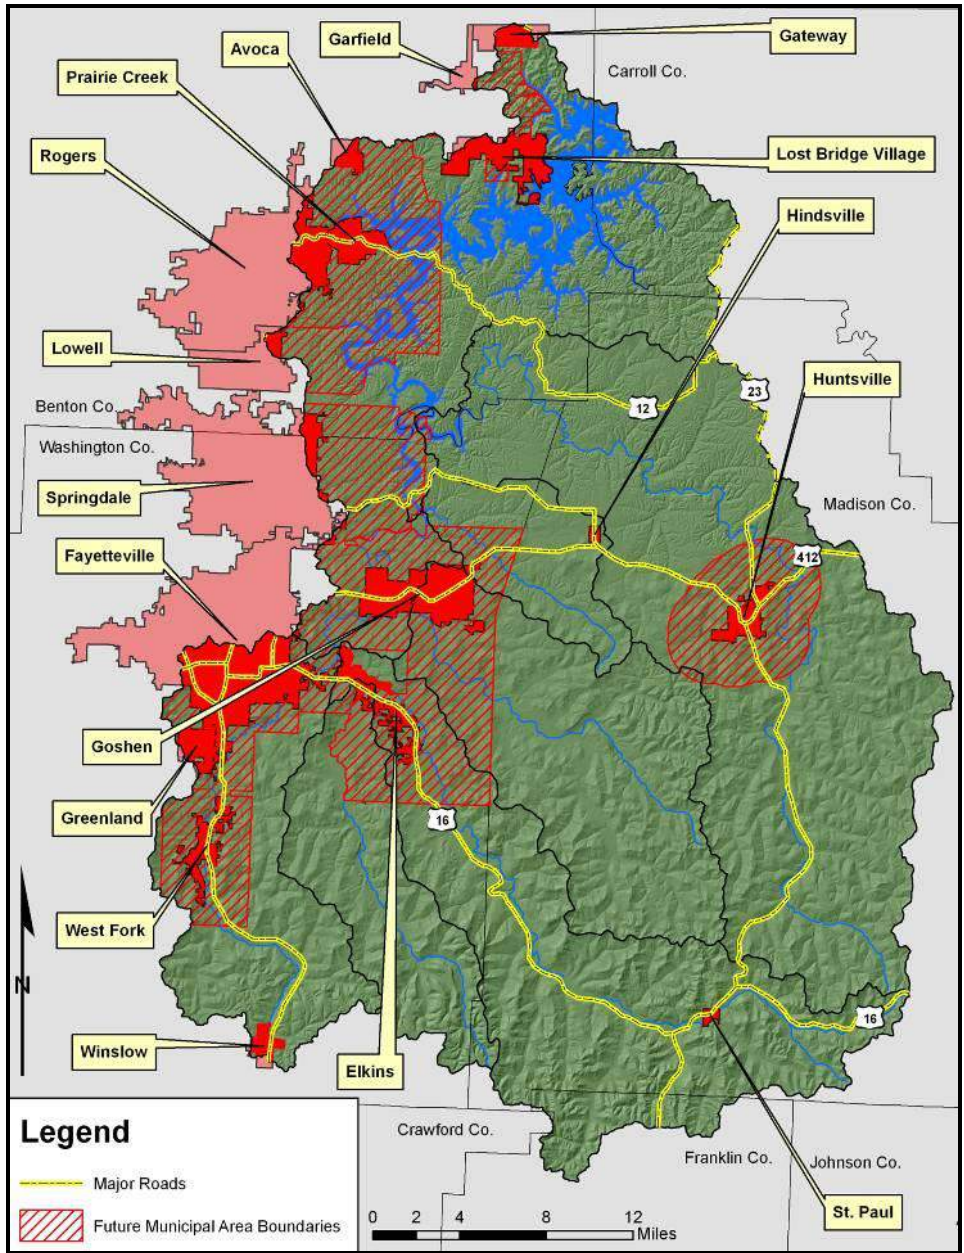 Garfield
Gateway
Avoca
Carroll Co.
Prairie Creek
Rogers
Lost Bridge Village
Hindsville
Lowell
Huntsville
23
12
Benton Co.
Washington Co.
Springdale
Madison Co.
Fayetteville
412
Goshen
Greenland
16
West Fork
N
16
Winslow
Elkins
Legend
Crawford Co.
Franklin Co.
Johnson Co.
Major Roads
St. Paul
Future Municipal Area Boundaries
0 2 4 8 12
Miles